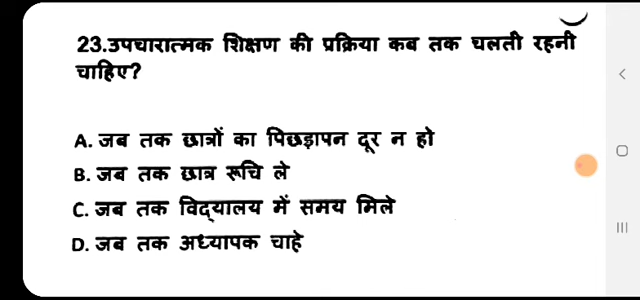 23.उपचारात्मक शिक्षण की प्रक्रिया कब तक चलती रहनी
चाहिए?
A. जब तक छात्रों का पिछड़ापन दूर न हो
B. जब तक छात्र रूचि ले
C. जब तक विद्यालय में समय मिले
D. जब तक अध्यापक चाहे